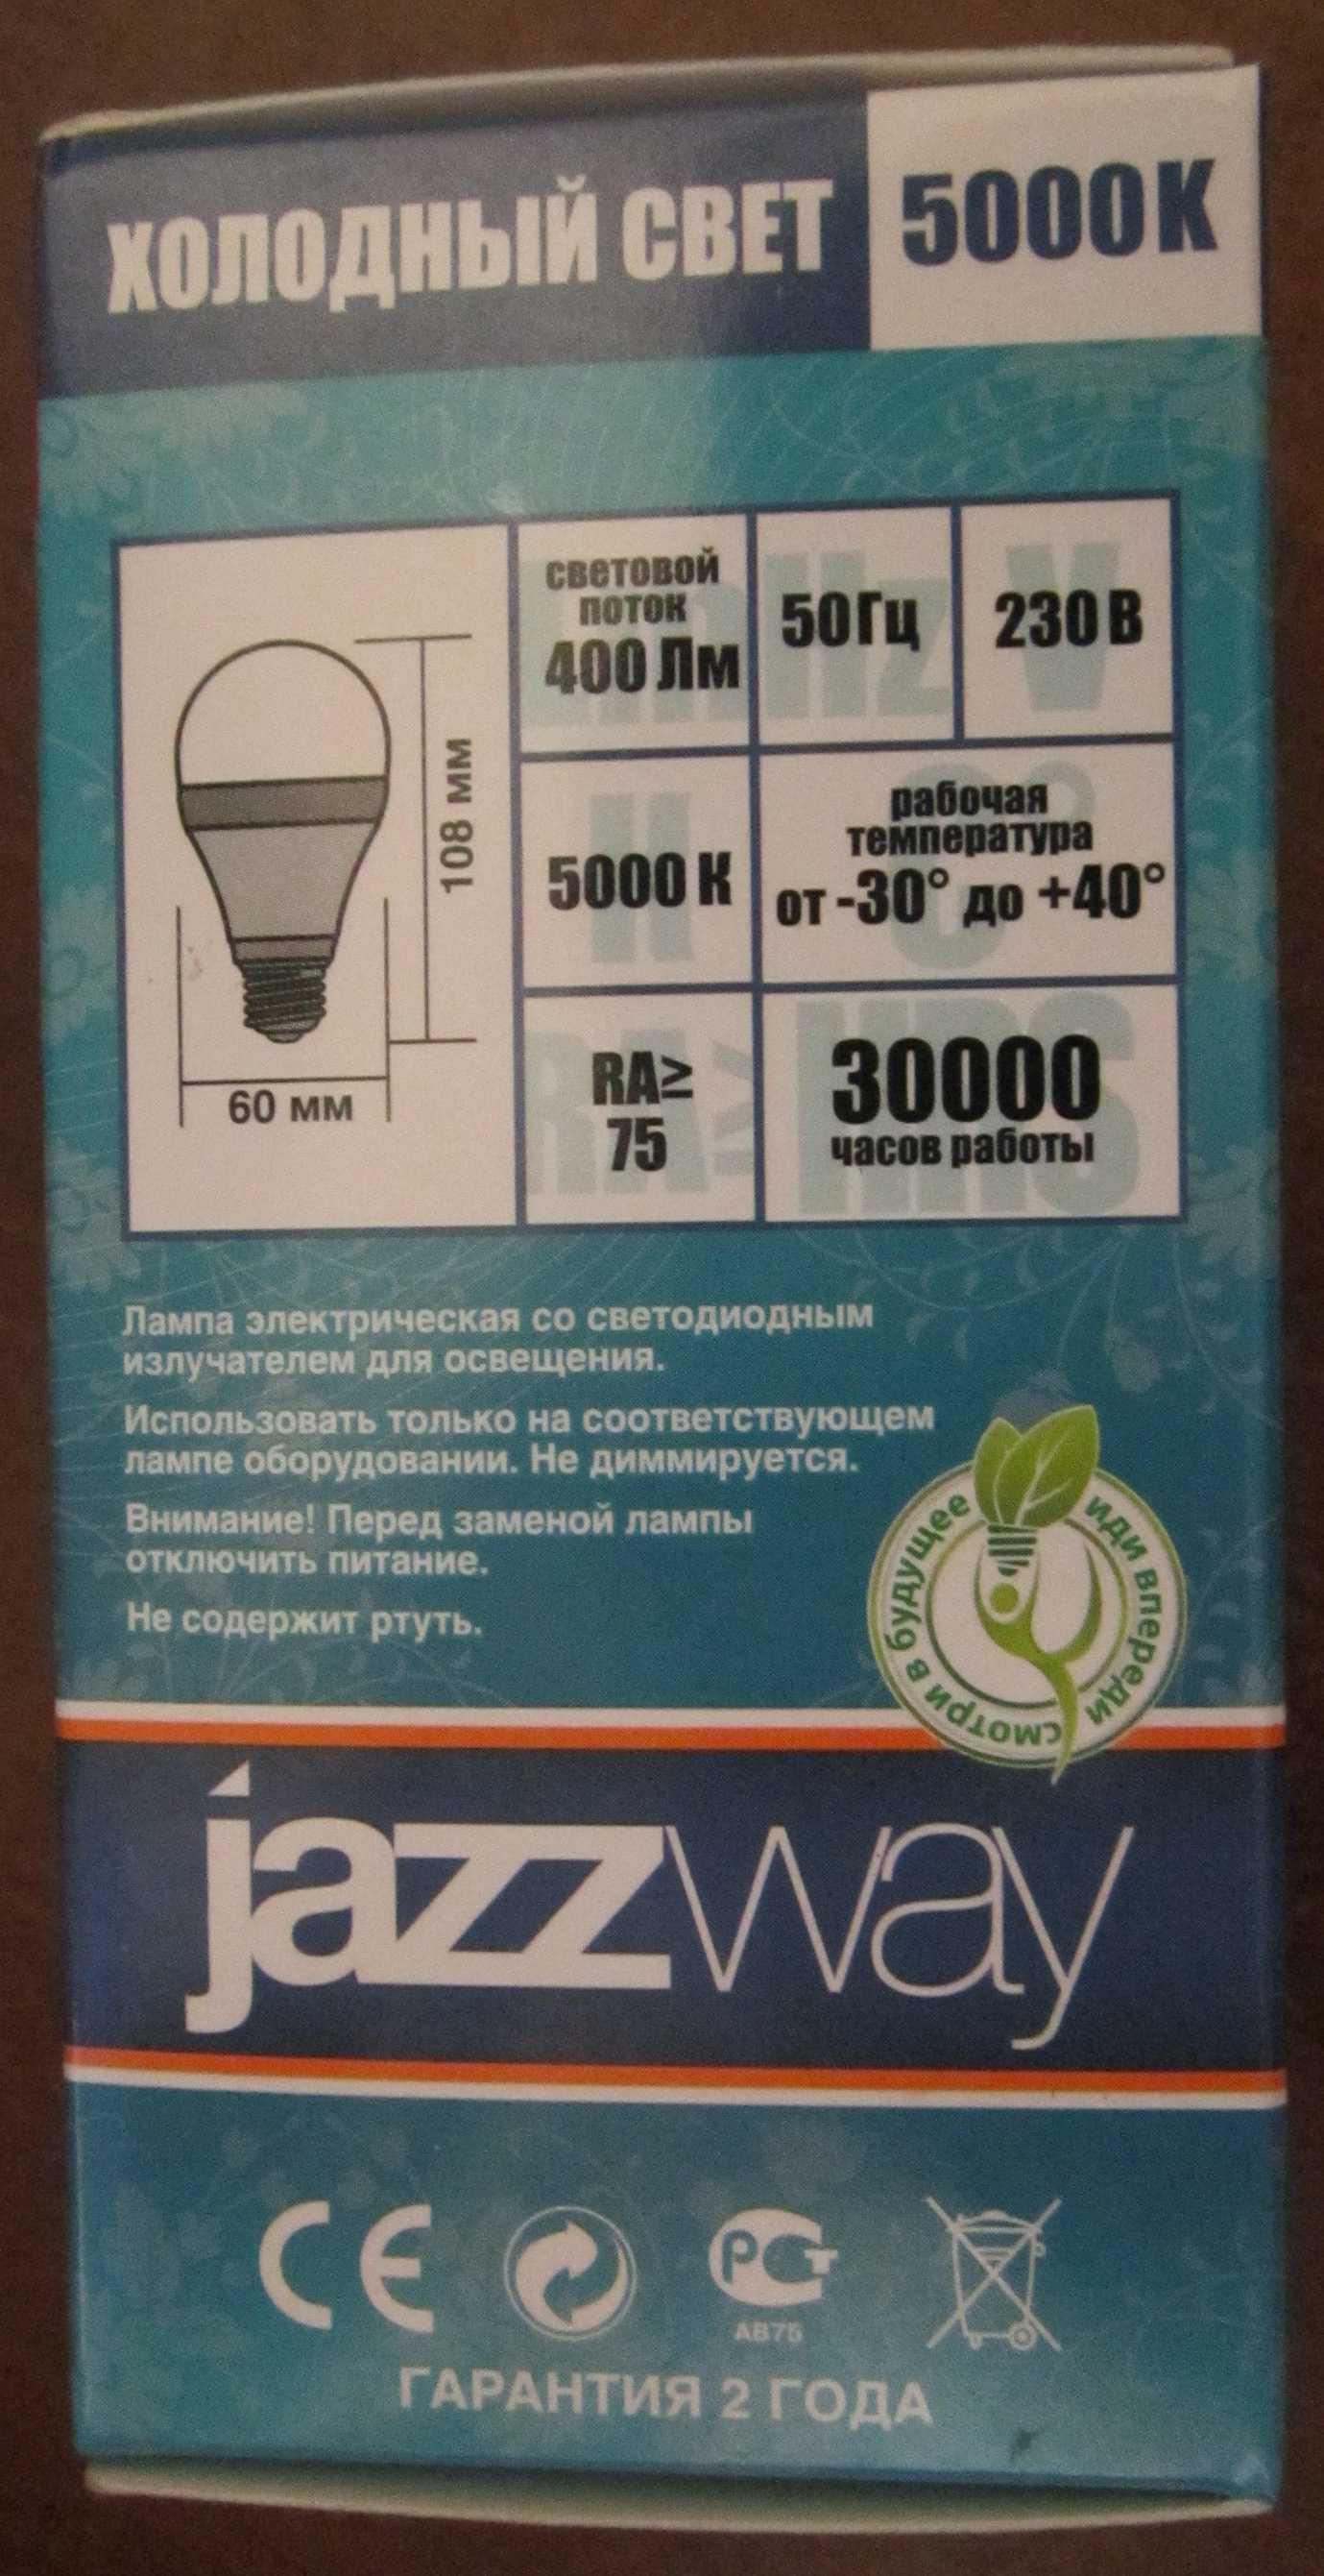 ХОЛОДНЫЙ СВЕТ 5000К
световой
поток
400 Лм
50Гц
230 В
108 мм
60 мм
5000 К
рабочая
температура
от -30° до +40°
RA≥
75
30000
часов работы
Лампа электрическая со светодиодным
излучателем для освещения.
Использовать только на соответствующем
лампе оборудовании. Не диммируется.
Внимание! Перед заменой лампы
отключить питание.
Не содержит ртуть.
смотри в будущее
иди впереди
jazzway
CE
РСТ
АВ75
ГАРАНТИЯ 2 ГОДА